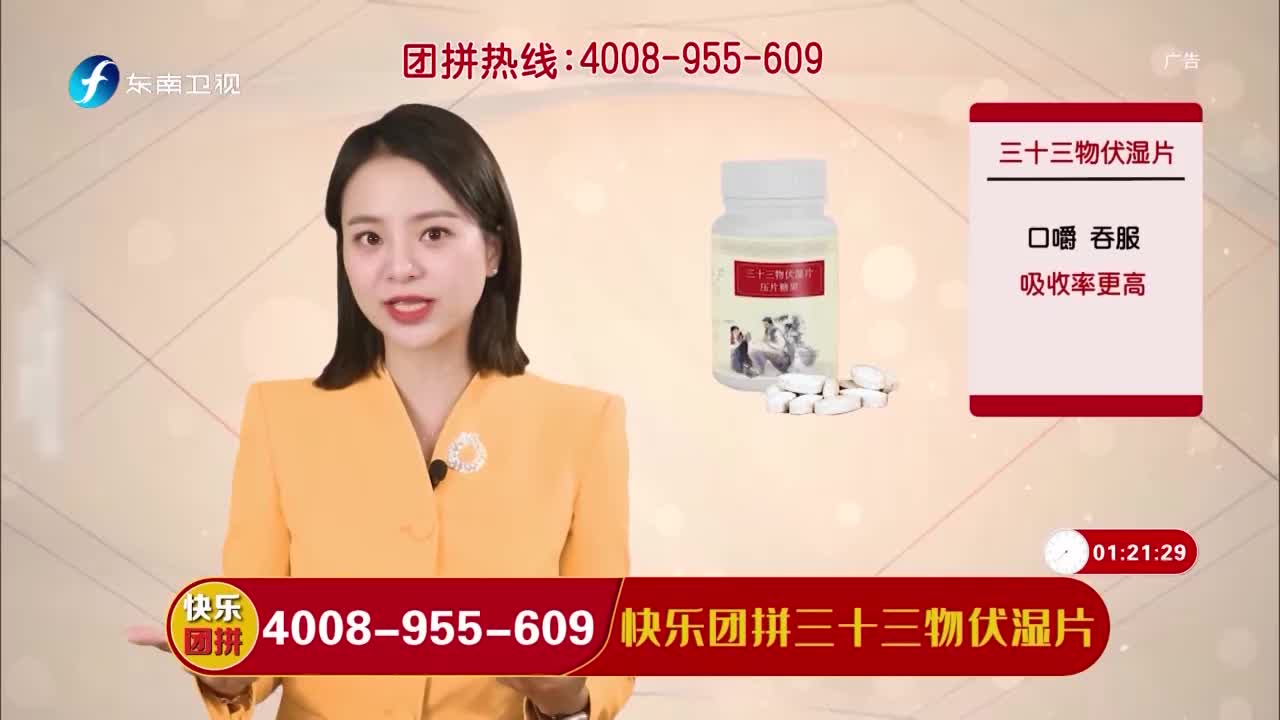 团拼热线:4008-955-609
广告
东南卫视
三十三物伏湿片
口嚼 吞服
吸收率更高
三十三物伏湿片
压片糖果
01:21:29
快乐
团拼
4008-955-609
快乐团拼三十三物伏湿片